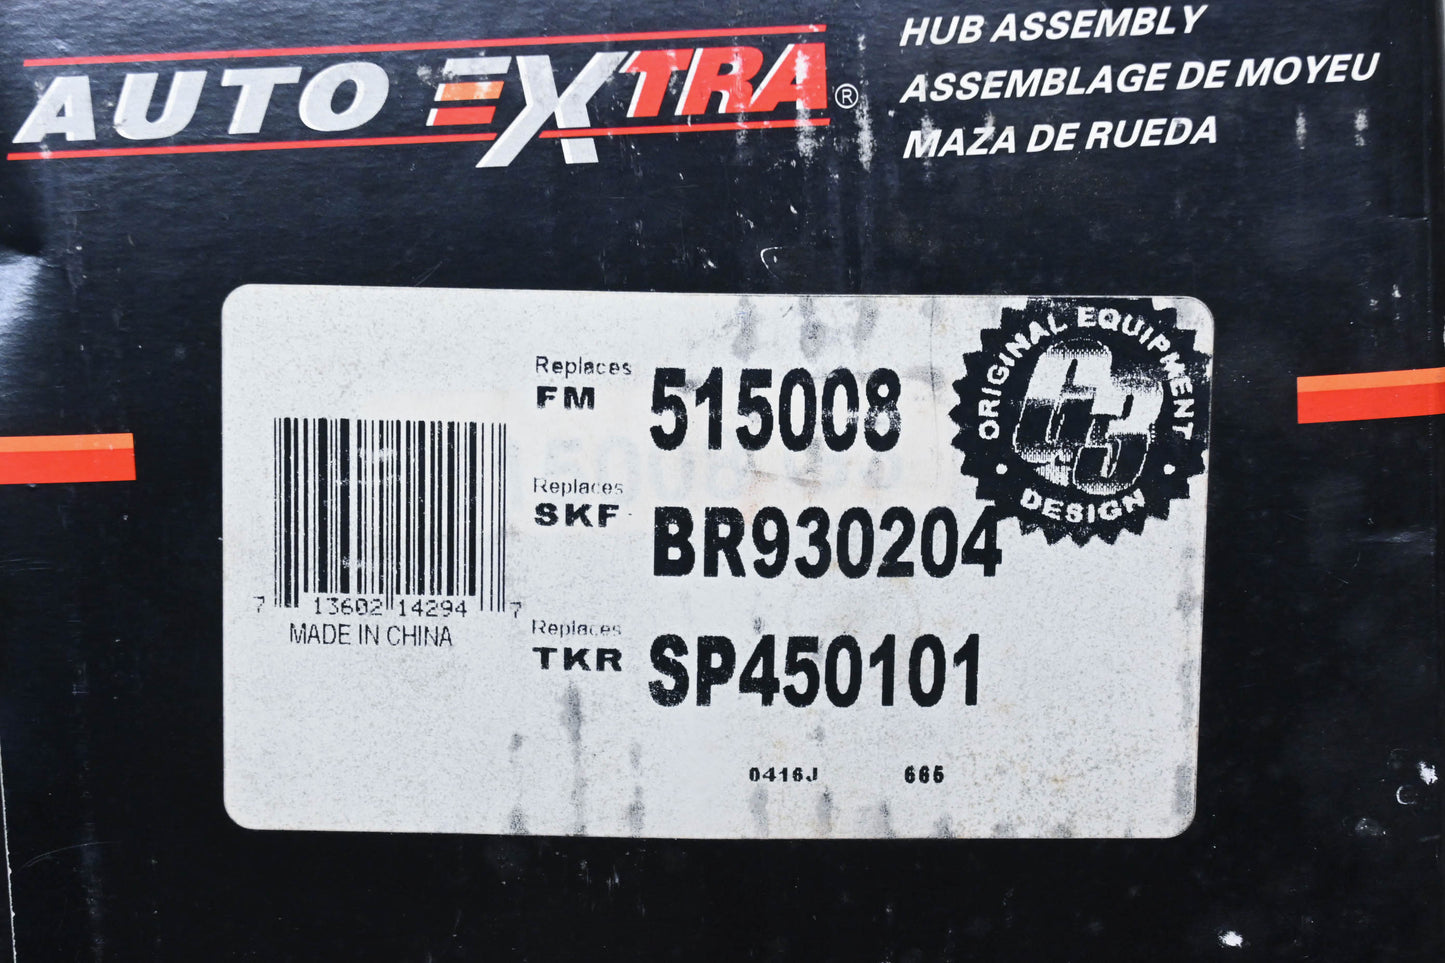 AUTO EXTRA®
HUB ASSEMBLY
ASSEMBLAGE DE MOYEU
MAZA DE RUEDA
Replaces
FM 515008
Replaces
SKF BR930204
Replaces
TKR SP450101
ORIGINAL EQUIPMENT
DESIGN
7 13602 14294 7
MADE IN CHINA
0416J 665